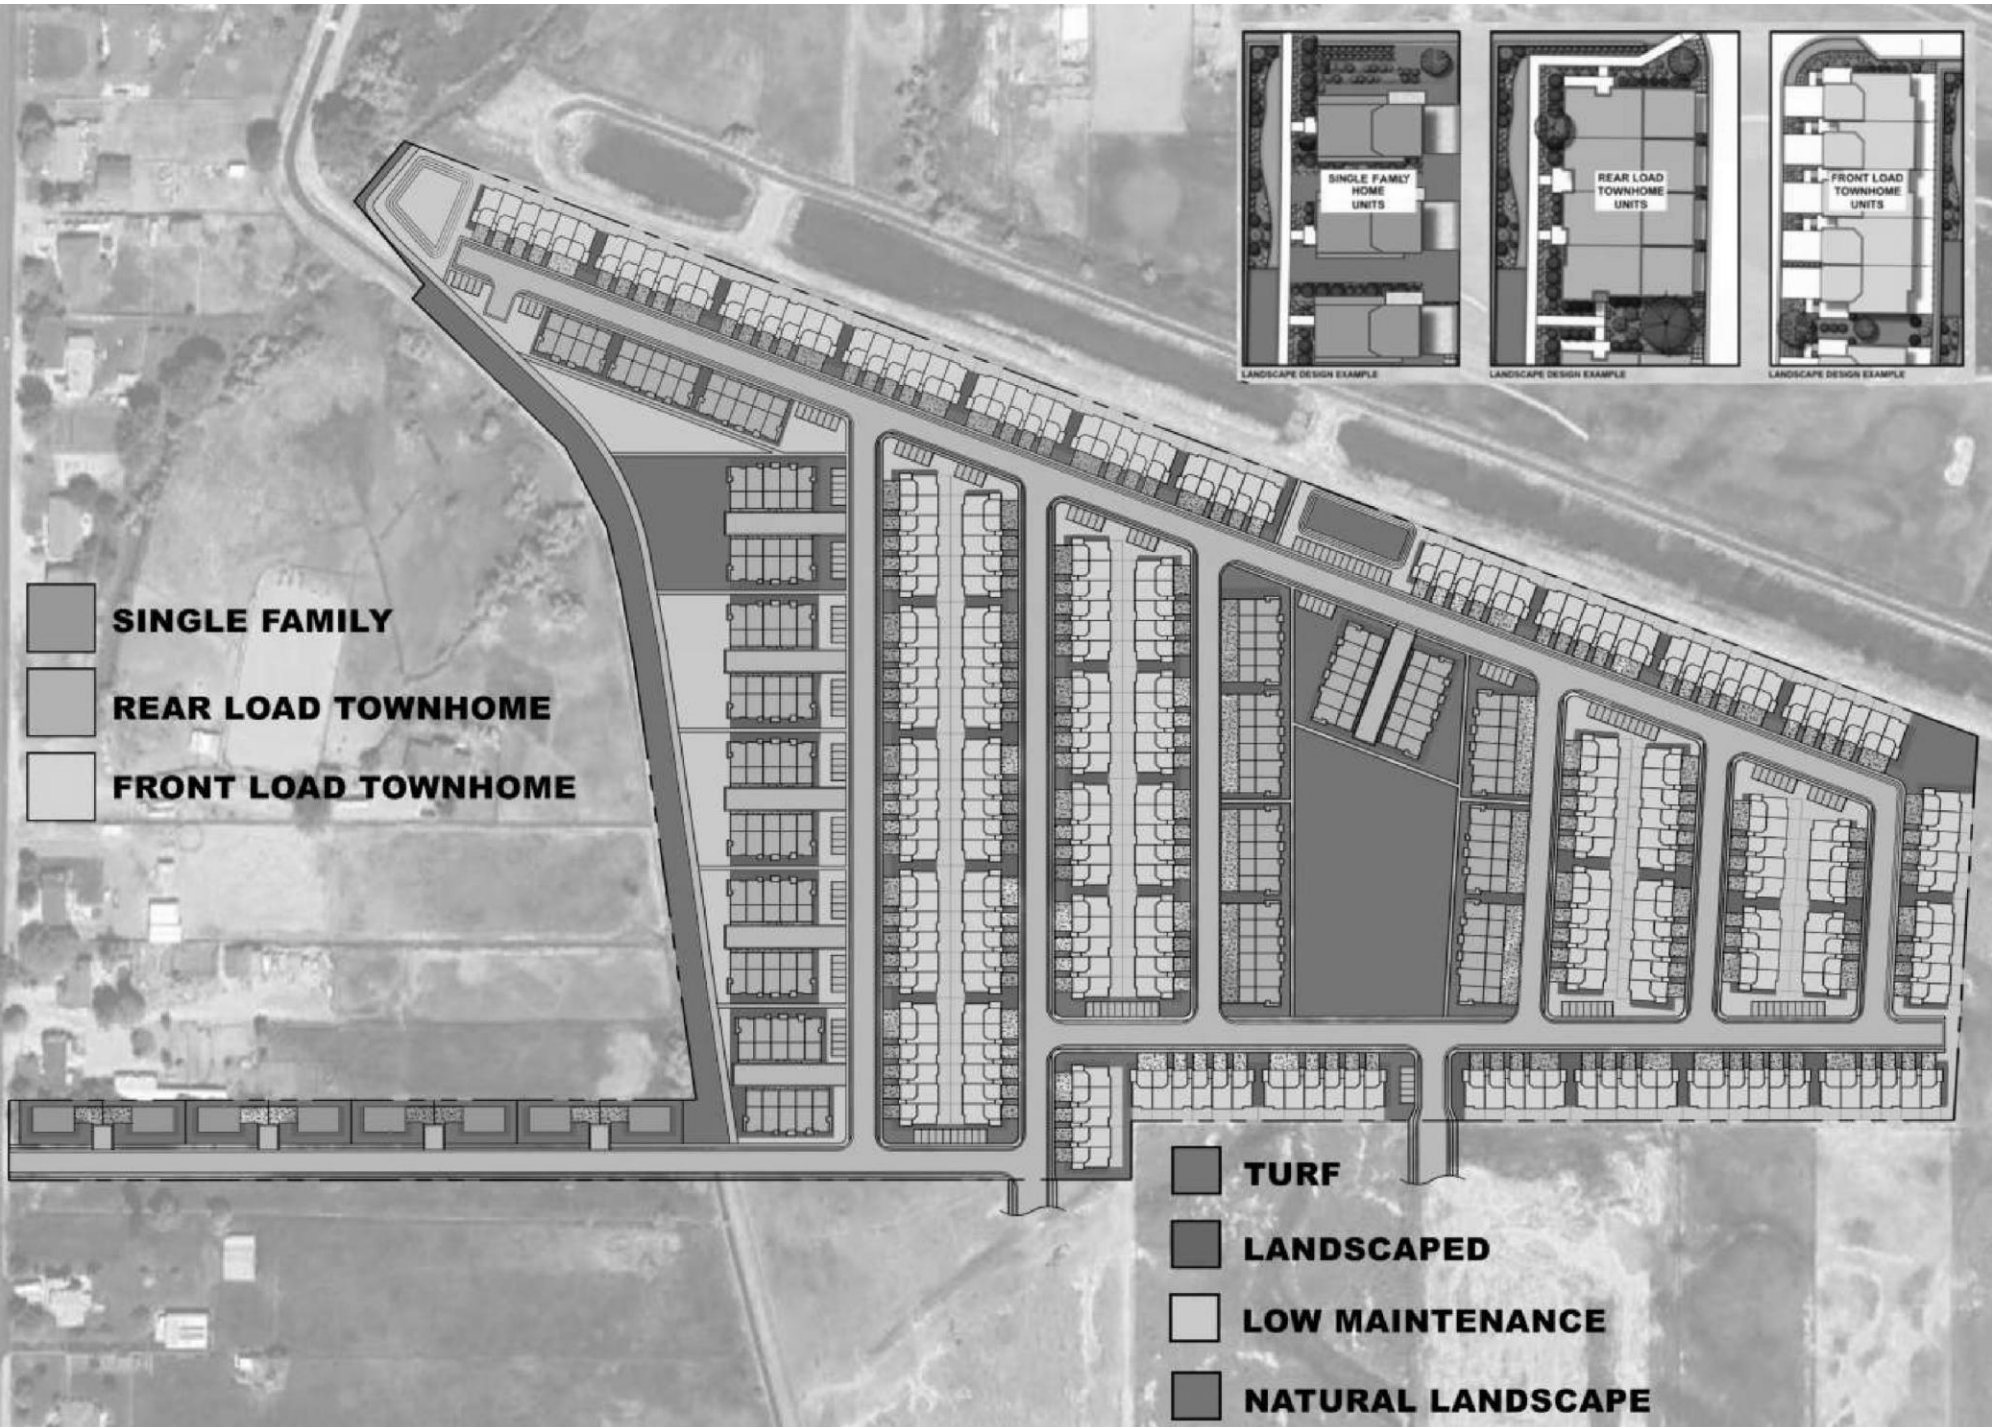 SINGLE FAMILY
HOME
UNITS
REAR LOAD
TOWNHOME
UNITS
FRONT LOAD
TOWNHOME
UNITS
LANDSCAPE DESIGN EXAMPLE
LANDSCAPE DESIGN EXAMPLE
LANDSCAPE DESIGN EXAMPLE
SINGLE FAMILY
REAR LOAD TOWNHOME
FRONT LOAD TOWNHOME
TURF
LANDSCAPED
LOW MAINTENANCE
NATURAL LANDSCAPE